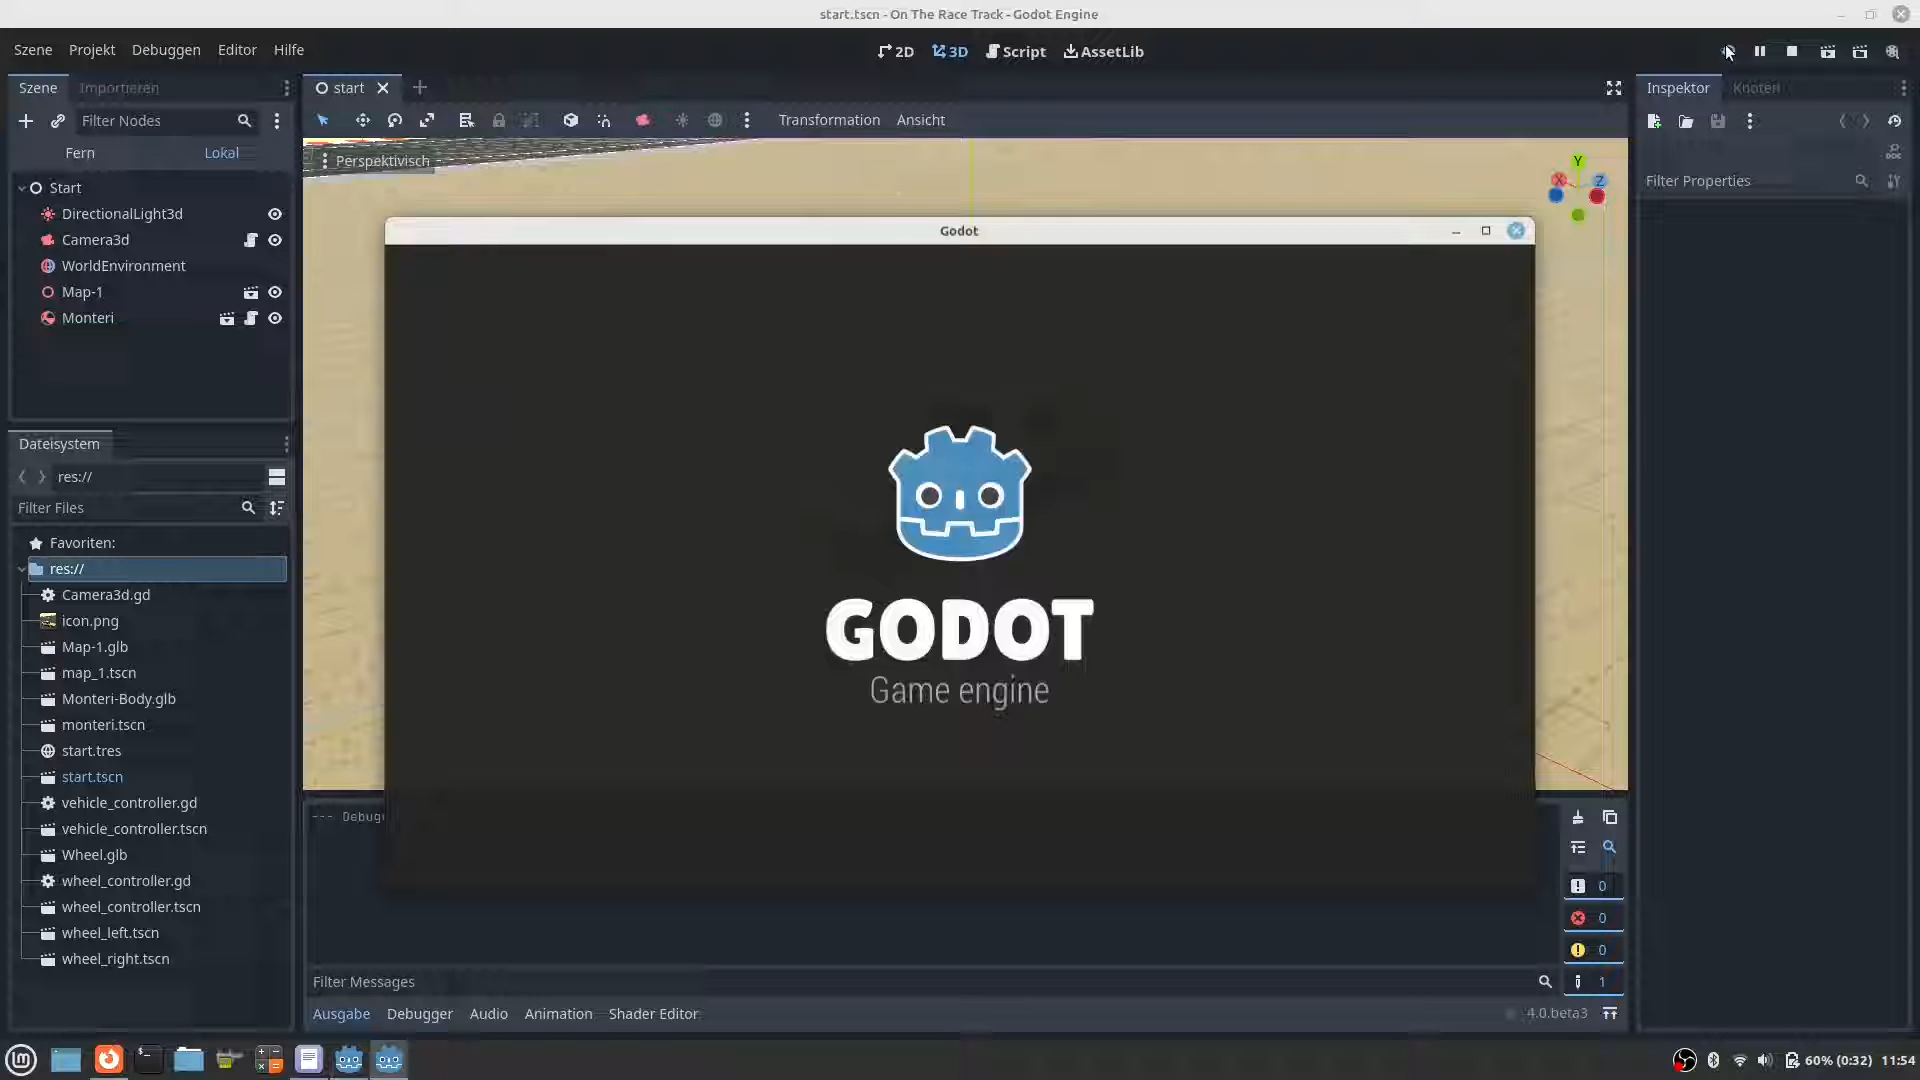 start.tscn - On The Race Track - Godot Engine
Szene Projekt Debuggen Editor Hilfe
2D 3D Script AssetLib
Szene Importieren
start
Inspektor Knoten
Filter Nodes
Transformation Ansicht
Fern Lokal
Perspektivisch
Y
X Z
Filter Properties
Start
DirectionalLight3d
Camera3d
WorldEnvironment
Map-1
Monteri
Godot
GODOT
Game engine
Dateisystem
res://
Filter Files
Favoriten:
res://
Camera3d.gd
icon.png
Map-1.glb
map_1.tscn
Monteri-Body.glb
monteri.tscn
start.tres
start.tscn
vehicle_controller.gd
vehicle_controller.tscn
Wheel.glb
wheel_controller.gd
wheel_controller.tscn
wheel_left.tscn
wheel_right.tscn
--- Debug
0
0
0
1
Filter Messages
Ausgabe Debugger Audio Animation Shader Editor
4.0.beta3
60% (0:32) 11:54